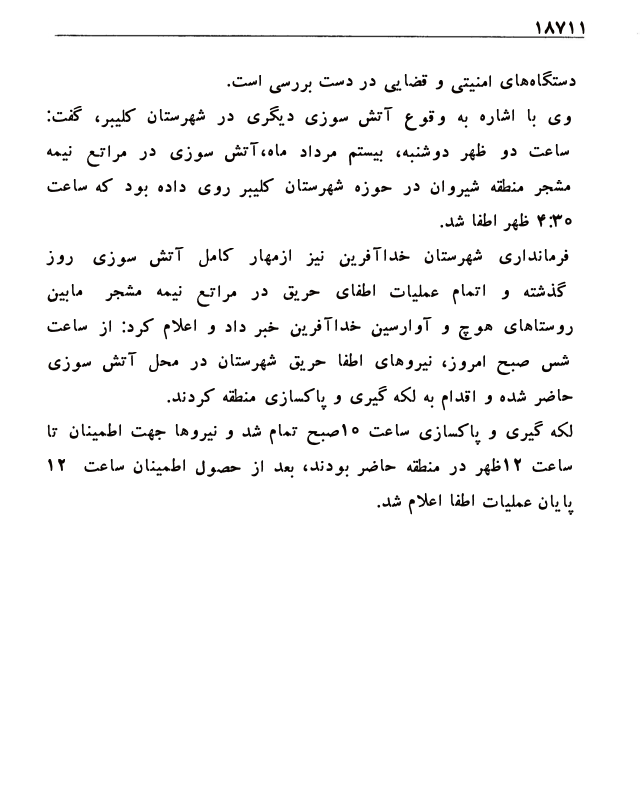 ۱۸۷۱۱
دستگاه‌های امنیتی و قضایی در دست بررسی است.
وی با اشاره به وقوع آتش سوزی دیگری در شهرستان کلیبر، گفت:
ساعت دو ظهر دوشنبه، بیستم مرداد ماه،آتش سوزی در مراتع نیمه
مشجر منطقه شیروان در حوزه شهرستان کلیبر روی داده بود که ساعت
۴:۳۰ ظهر اطفا شد.
فرمانداری شهرستان خداآفرین نیز ازمهار کامل آتش سوزی روز
گذشته و اتمام عملیات اطفای حریق در مراتع نیمه مشجر مابین
روستاهای هوچ و آوارسین خداآفرین خبر داد و اعلام کرد: از ساعت
شس صبح امروز، نیروهای اطفا حریق شهرستان در محل آتش سوزی
حاضر شده و اقدام به لکه گیری و پاکسازی منطقه کردند.
لکه گیری و پاکسازی ساعت ۱۰صبح تمام شد و نیروها جهت اطمینان تا
ساعت ۱۲ظهر در منطقه حاضر بودند، بعد از حصول اطمینان ساعت ۱۲
پایان عملیات اطفا اعلام شد.